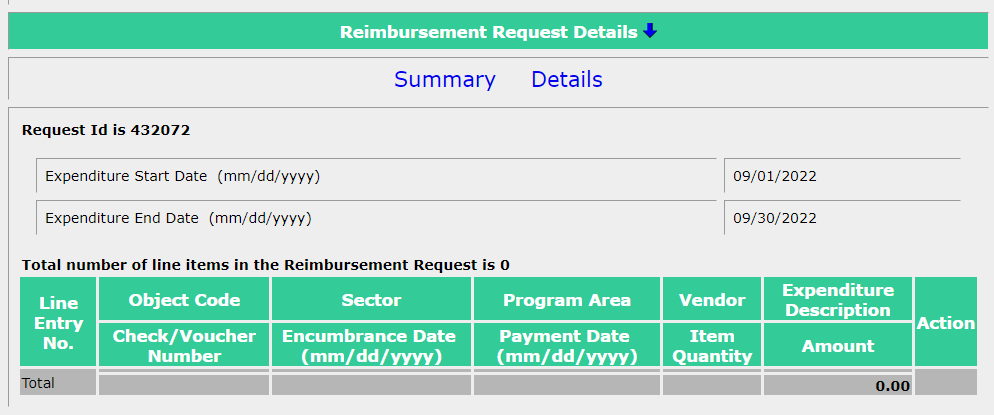 Reimbursement Request Details
Summary Details
Request Id is 432072
Expenditure Start Date (mm/dd/yyyy) 09/01/2022
Expenditure End Date (mm/dd/yyyy) 09/30/2022
Total number of line items in the Reimbursement Request is 0
Line Entry No.
Object Code
Sector
Program Area
Vendor
Expenditure Description
Action
Check/Voucher Number
Encumbrance Date (mm/dd/yyyy)
Payment Date (mm/dd/yyyy)
Item Quantity
Amount
Total 0.00